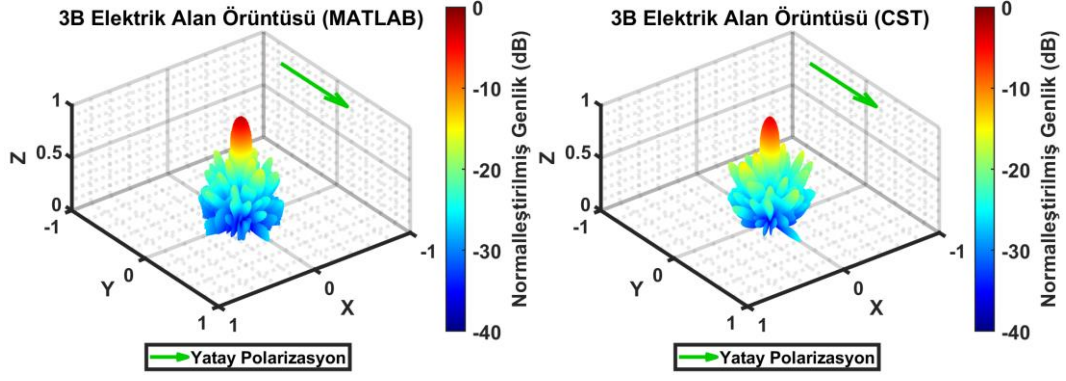 3B Elektrik Alan Örüntüsü (MATLAB)
1
0.5
0
-1
Z
Y
0
1
1
0
X
-1
0
-10
-20
-30
-40
Normalleştirilmiş Genlik (dB)
Yatay Polarizasyon
3B Elektrik Alan Örüntüsü (CST)
1
0.5
0
-1
Z
Y
0
1
1
0
X
-1
0
-10
-20
-30
-40
Normalleştirilmiş Genlik (dB)
Yatay Polarizasyon